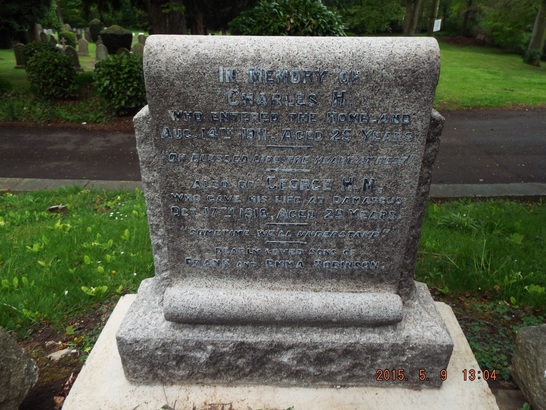 IN MEMORY OF
CHARLES H.
WHO ENTERED THE HOMELAND
AUG. 14TH 1911. AGED 25 YEARS.
ALSO OF GEORGE W.M.
WHO GAVE HIS LIFE AT DAMASCUS
OCT. 17TH 1918, AGED 29 YEARS.
"SOMETIME WE'LL UNDERSTAND"
DEARLY LOVED SONS OF
FRANK AND EMMA ROBINSON.
2015. 5. 9 13:04